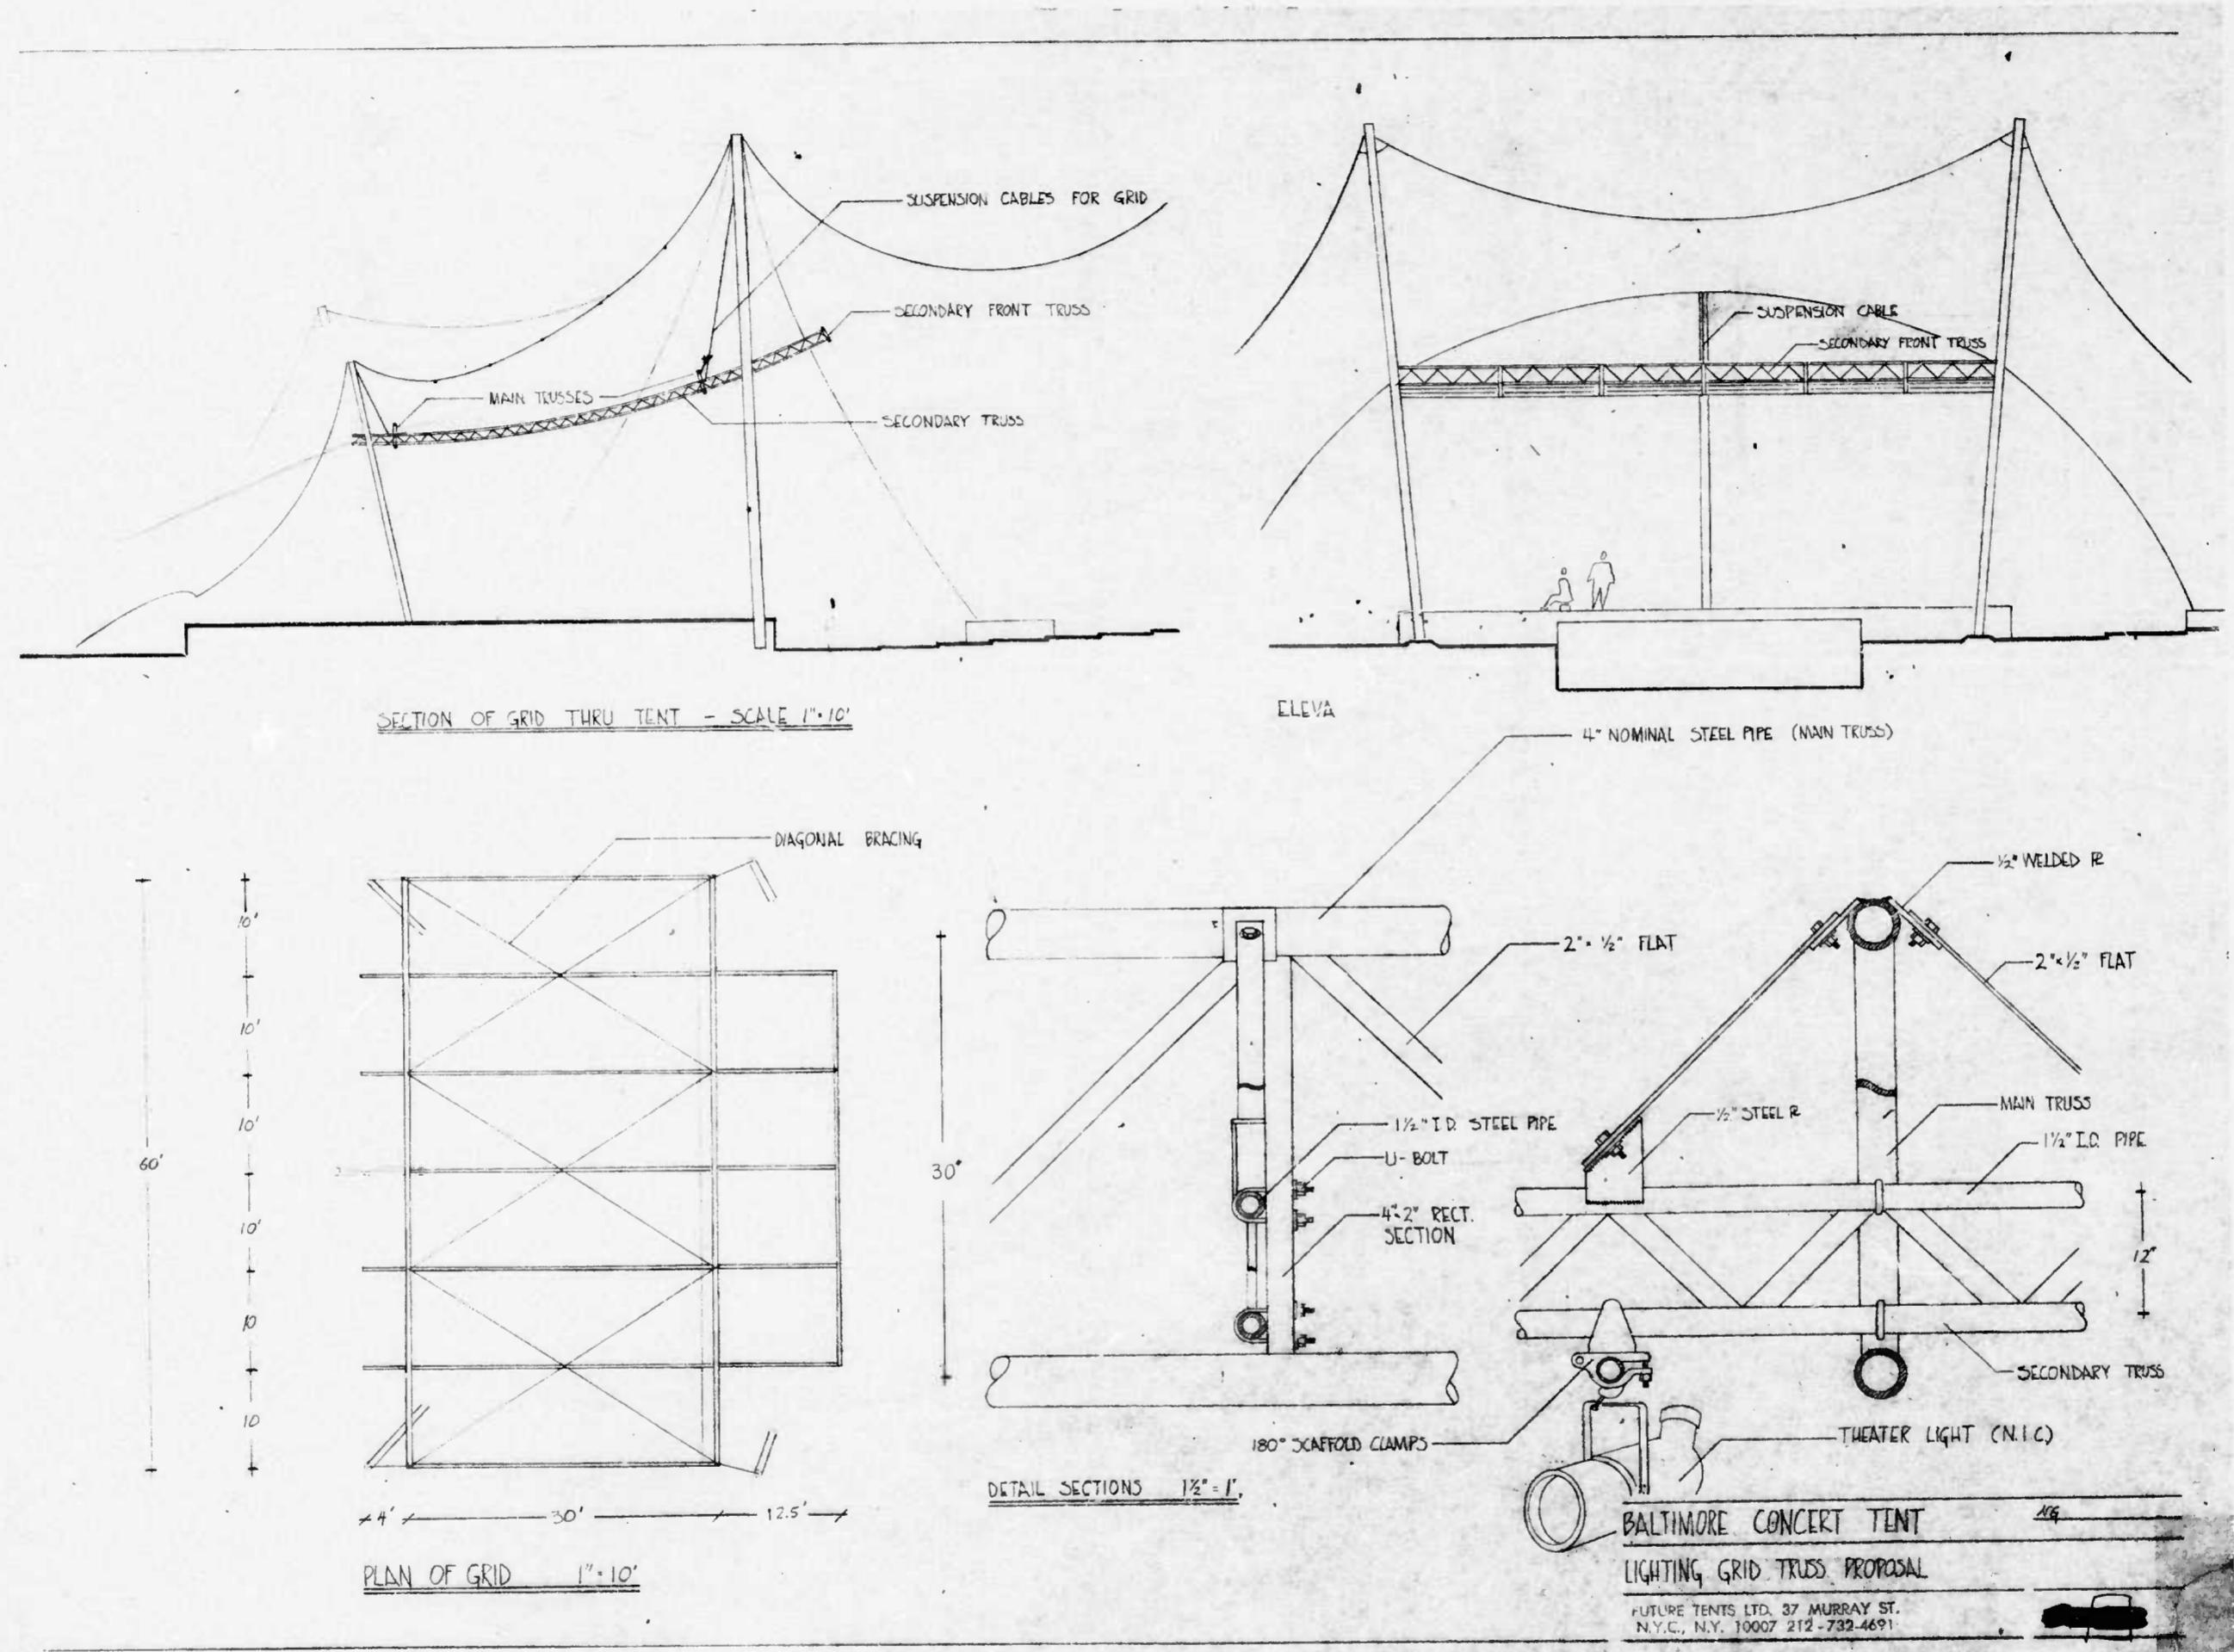 SUSPENSION CABLES FOR GRID
SECONDARY FRONT TRUSS
MAIN TRUSSES
SECONDARY TRUSS
SECTION OF GRID THRU TENT - SCALE 1"=10'
SUSPENSION CABLE
SECONDARY FRONT TRUSS
ELEVA
4" NOMINAL STEEL PIPE (MAIN TRUSS)
DIAGONAL BRACING
10'
10'
10'
10'
10
10
60'
4'
30'
12.5'
PLAN OF GRID 1"=10'
2"x ½" FLAT
1½" I.D. STEEL PIPE
U-BOLT
4"x2" RECT.
SECTION
30"
180° SCAFFOLD CLAMPS
DETAIL SECTIONS 1½"=1'.
½" WELDED PL
2"x½" FLAT
½" STEEL PL
MAIN TRUSS
1½" I.D. PIPE
12"
SECONDARY TRUSS
THEATER LIGHT (N.I.C)
BALTIMORE CONCERT TENT
LIGHTING GRID TRUSS PROPOSAL
FUTURE TENTS LTD. 37 MURRAY ST.
N.Y.C., N.Y. 10007 212-732-4691